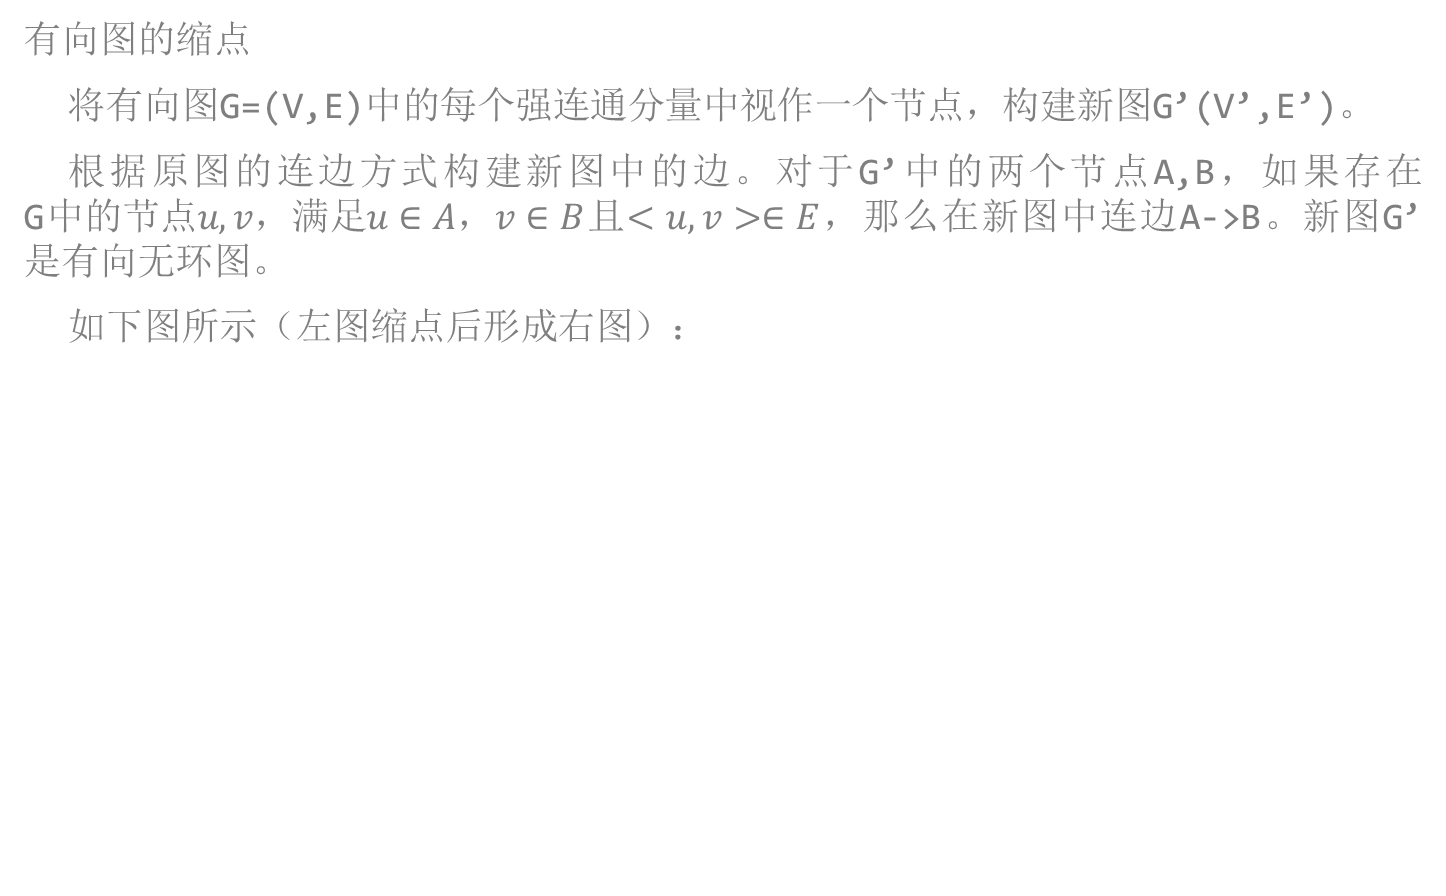 有向图的缩点
将有向图G=(V,E)中的每个强连通分量中视作一个节点，构建新图G’(V’,E’)。
根据原图的连边方式构建新图中的边。对于G’中的两个节点A,B，如果存在
G中的节点u,v，满足u ∈ A，v ∈ B且< u,v >∈ E，那么在新图中连边A->B。新图G’
是有向无环图。
如下图所示（左图缩点后形成右图）：